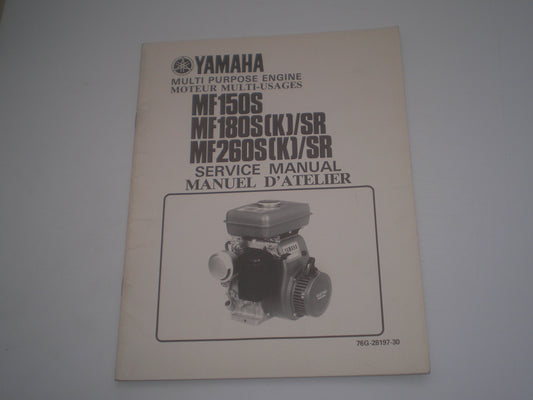 YAMAHA
MULTI PURPOSE ENGINE
MOTEUR MULTI-USAGES
MF150S
MF180S(K)/SR
MF260S(K)/SR
SERVICE MANUAL
MANUEL D'ATELIER
YAMAHA
76G-28197-30